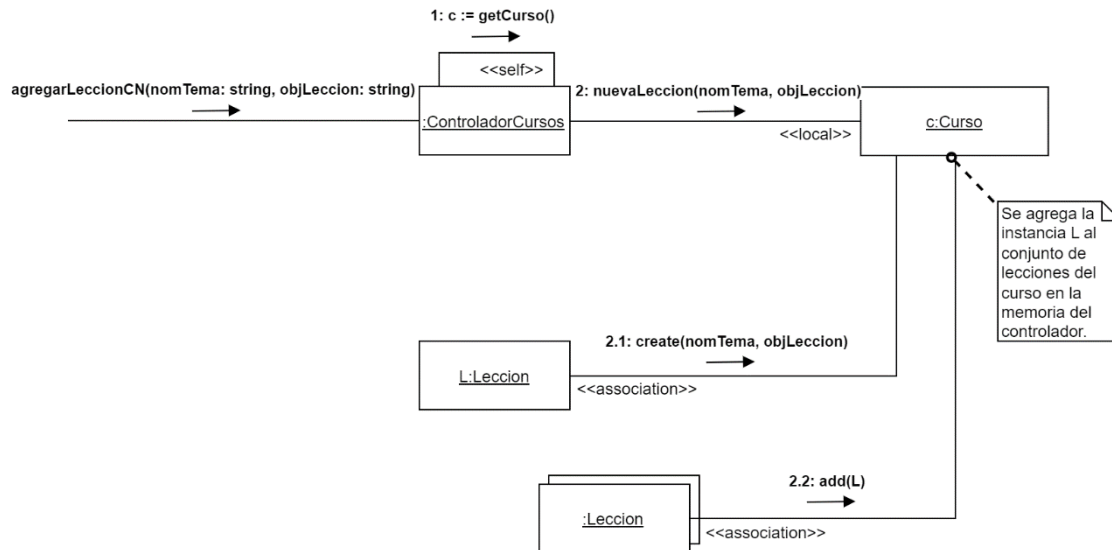 1: c := getCurso()
<<self>>
agregarLeccionCN(nomTema: string, objLeccion: string)
:ControladorCursos
2: nuevaLeccion(nomTema, objLeccion)
<<local>>
c:Curso
Se agrega la
instancia L al
conjunto de
lecciones del
curso en la
memoria del
controlador.
2.1: create(nomTema, objLeccion)
L:Leccion
<<association>>
2.2: add(L)
:Leccion
<<association>>